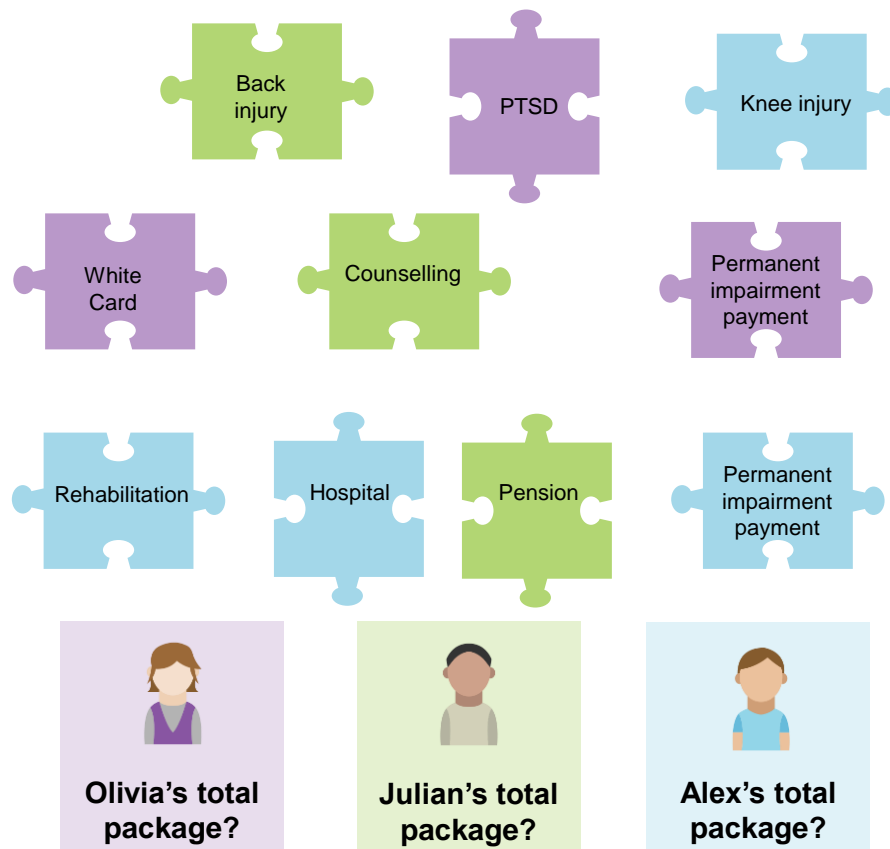 Back
injury
PTSD
Knee injury
White
Card
Counselling
Permanent
impairment
payment
Rehabilitation
Hospital
Pension
Permanent
impairment
payment
Olivia’s total
package?
Julian’s total
package?
Alex’s total
package?